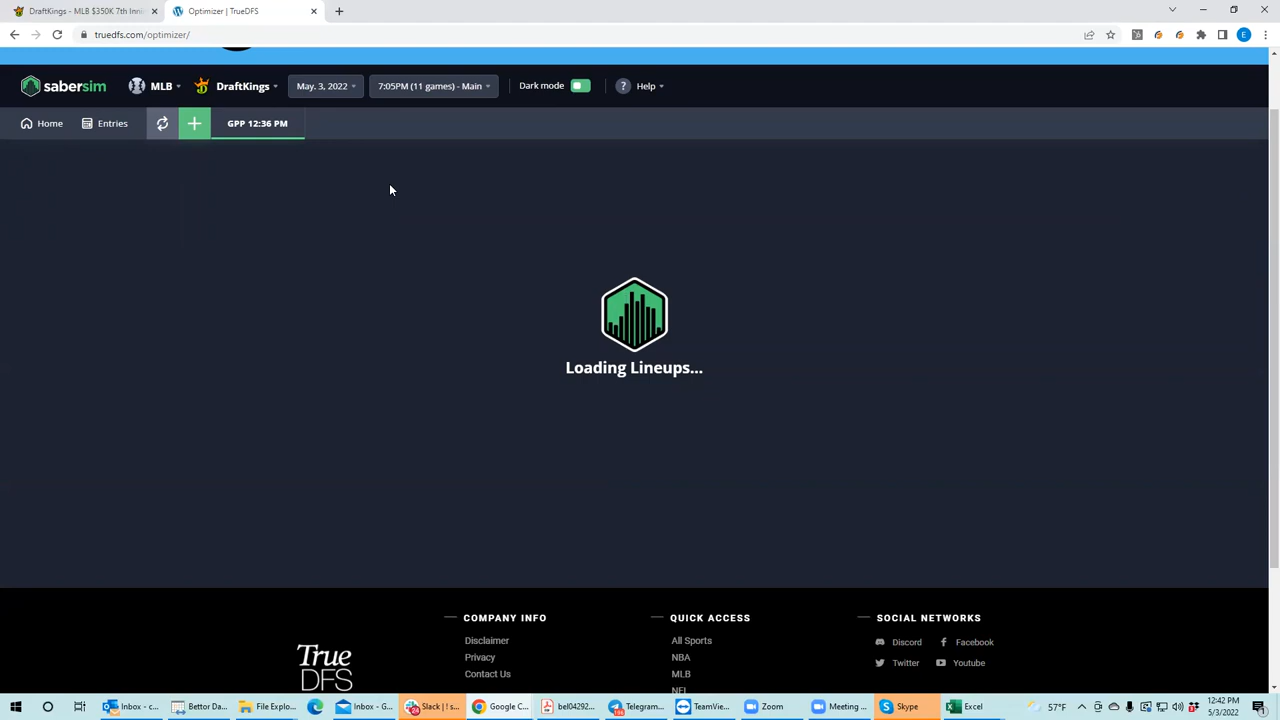 DraftKings - MLB $350K 7th Inni
Optimizer | TrueDFS
truedfs.com/optimizer/
E
sabersim
MLB
DraftKings
May. 3, 2022
7:05PM (11 games) - Main
Dark mode
? Help
Home
Entries
+
GPP 12:36 PM
Loading Lineups...
COMPANY INFO
QUICK ACCESS
SOCIAL NETWORKS
Disclaimer
All Sports
Discord
Facebook
True
DFS
Privacy
NBA
Twitter
Youtube
Contact Us
MLB
NFL
Inbox - c...
Bettor Da...
File Explo...
Inbox - G...
Slack | ! s...
Google C...
bel04292...
Telegram...
TeamVie...
Zoom
Meeting ...
Skype
Excel
57°F
12:42 PM
5/3/2022